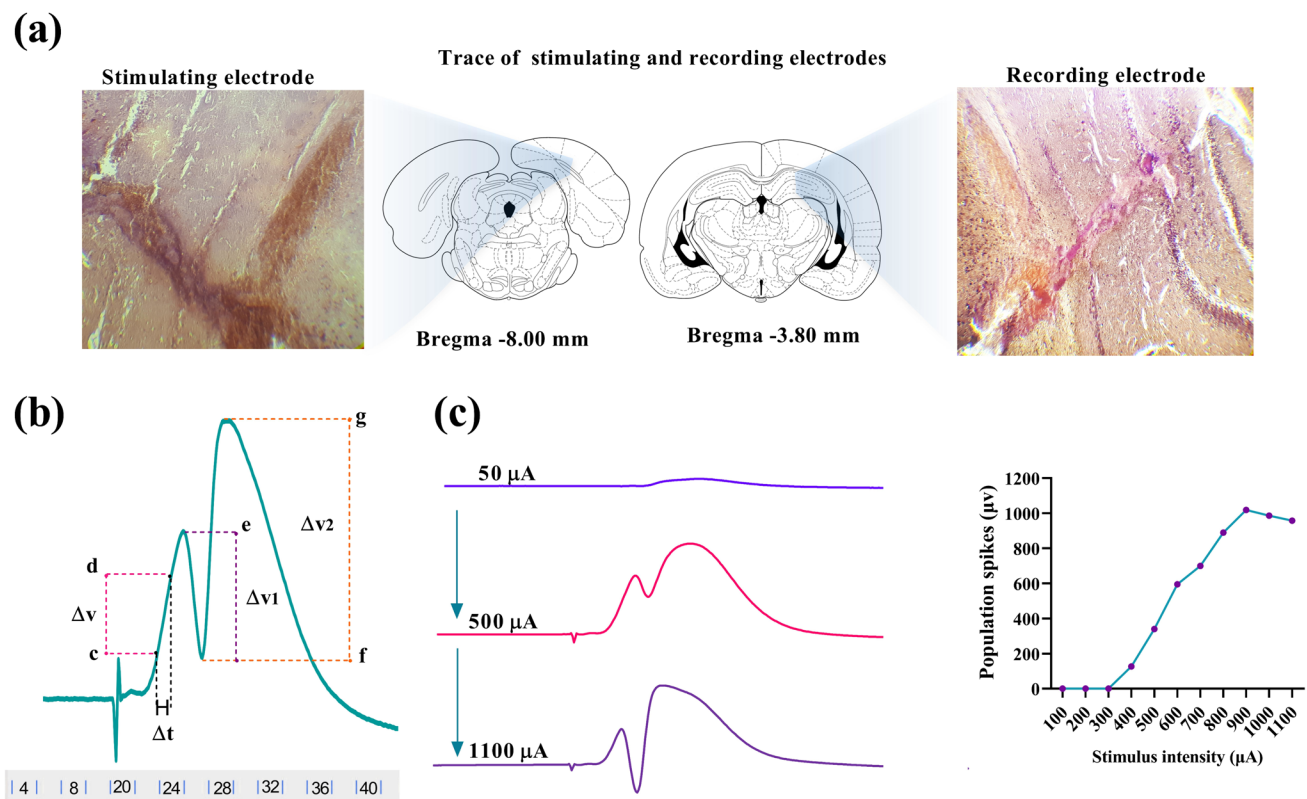 (a)
Trace of stimulating and recording electrodes
Stimulating electrode
Recording electrode
Bregma -8.00 mm
Bregma -3.80 mm
(b)
g
e
Δv2
d
Δv1
Δv
c
f
Δt
4 8 20 24 28 32 36 40
(c)
50 μA
500 μA
1100 μA
Population spikes (μv)
1200
1000
800
600
400
200
0
100 200 300 400 500 600 700 800 900 1000 1100
Stimulus intensity (μA)